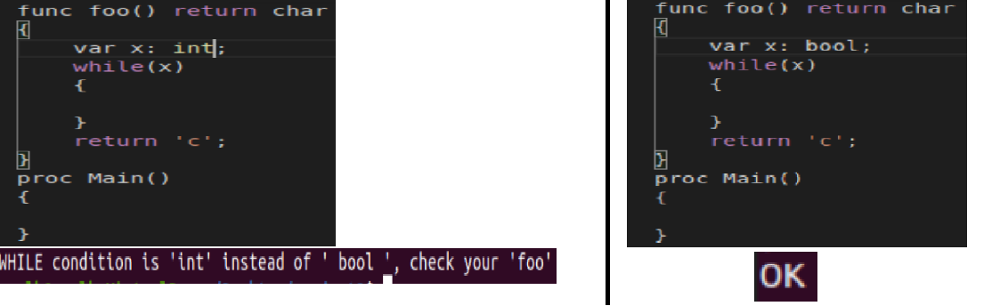 func foo() return char
{
var x: int;
while(x)
{
}
return 'c';
}
proc Main()
{
}
WHILE condition is 'int' instead of ' bool ', check your 'foo'
func foo() return char
{
var x: bool;
while(x)
{
}
return 'c';
}
proc Main()
{
}
OK